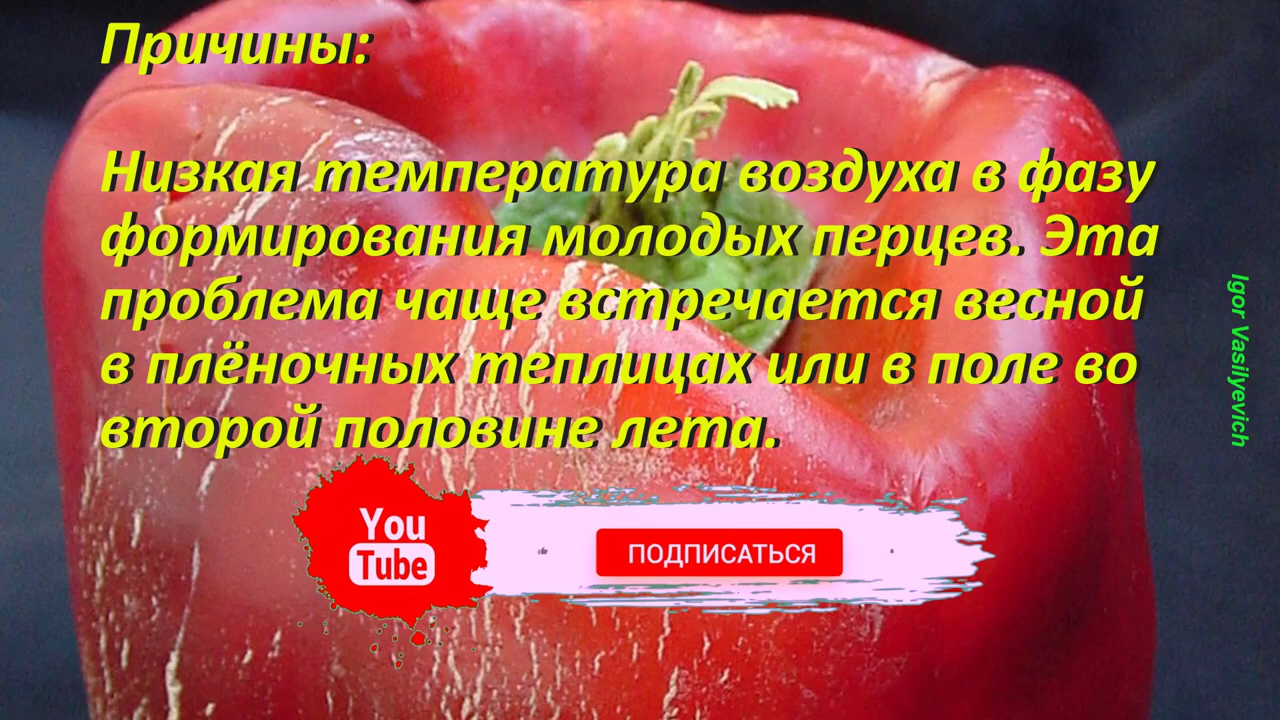 Причины:
Низкая температура воздуха в фазу
формирования молодых перцев. Эта
проблема чаще встречается весной
в плёночных теплицах или в поле во
второй половине лета.
Igor Vasilyevich
You
Tube
ПОДПИСАТЬСЯ